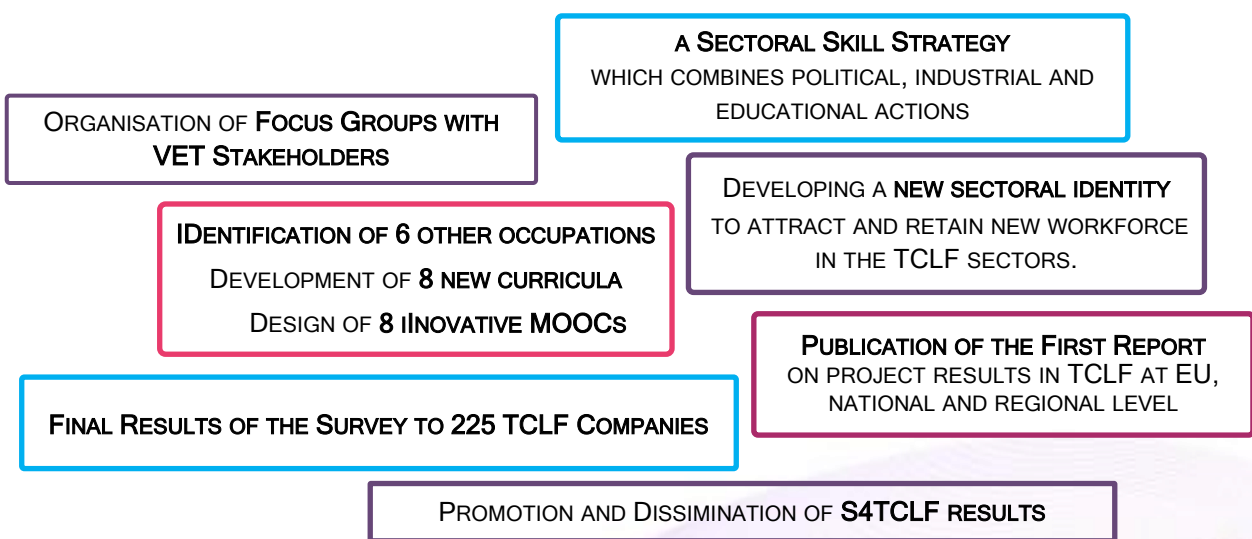 A SECTORAL SKILL STRATEGY
WHICH COMBINES POLITICAL, INDUSTRIAL AND
EDUCATIONAL ACTIONS
ORGANISATION OF FOCUS GROUPS WITH
VET STAKEHOLDERS
DEVELOPING A NEW SECTORAL IDENTITY
TO ATTRACT AND RETAIN NEW WORKFORCE
IN THE TCLF SECTORS.
IDENTIFICATION OF 6 OTHER OCCUPATIONS
DEVELOPMENT OF 8 NEW CURRICULA
DESIGN OF 8 IINOVATIVE MOOCS
PUBLICATION OF THE FIRST REPORT
ON PROJECT RESULTS IN TCLF AT EU,
NATIONAL AND REGIONAL LEVEL
FINAL RESULTS OF THE SURVEY TO 225 TCLF COMPANIES
PROMOTION AND DISSIMINATION OF S4TCLF RESULTS